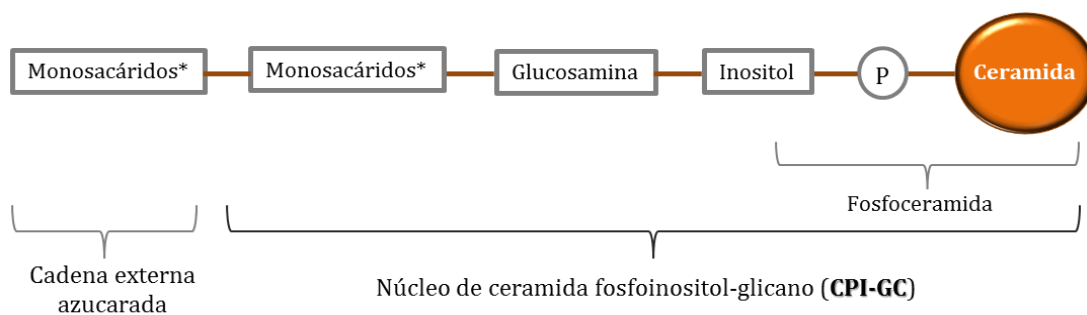 Monosacáridos*
Monosacáridos*
Glucosamina
Inositol
P
Ceramida
Fosfoceramida
Cadena externa
azucarada
Núcleo de ceramida fosfoinositol-glicano (CPI-GC)